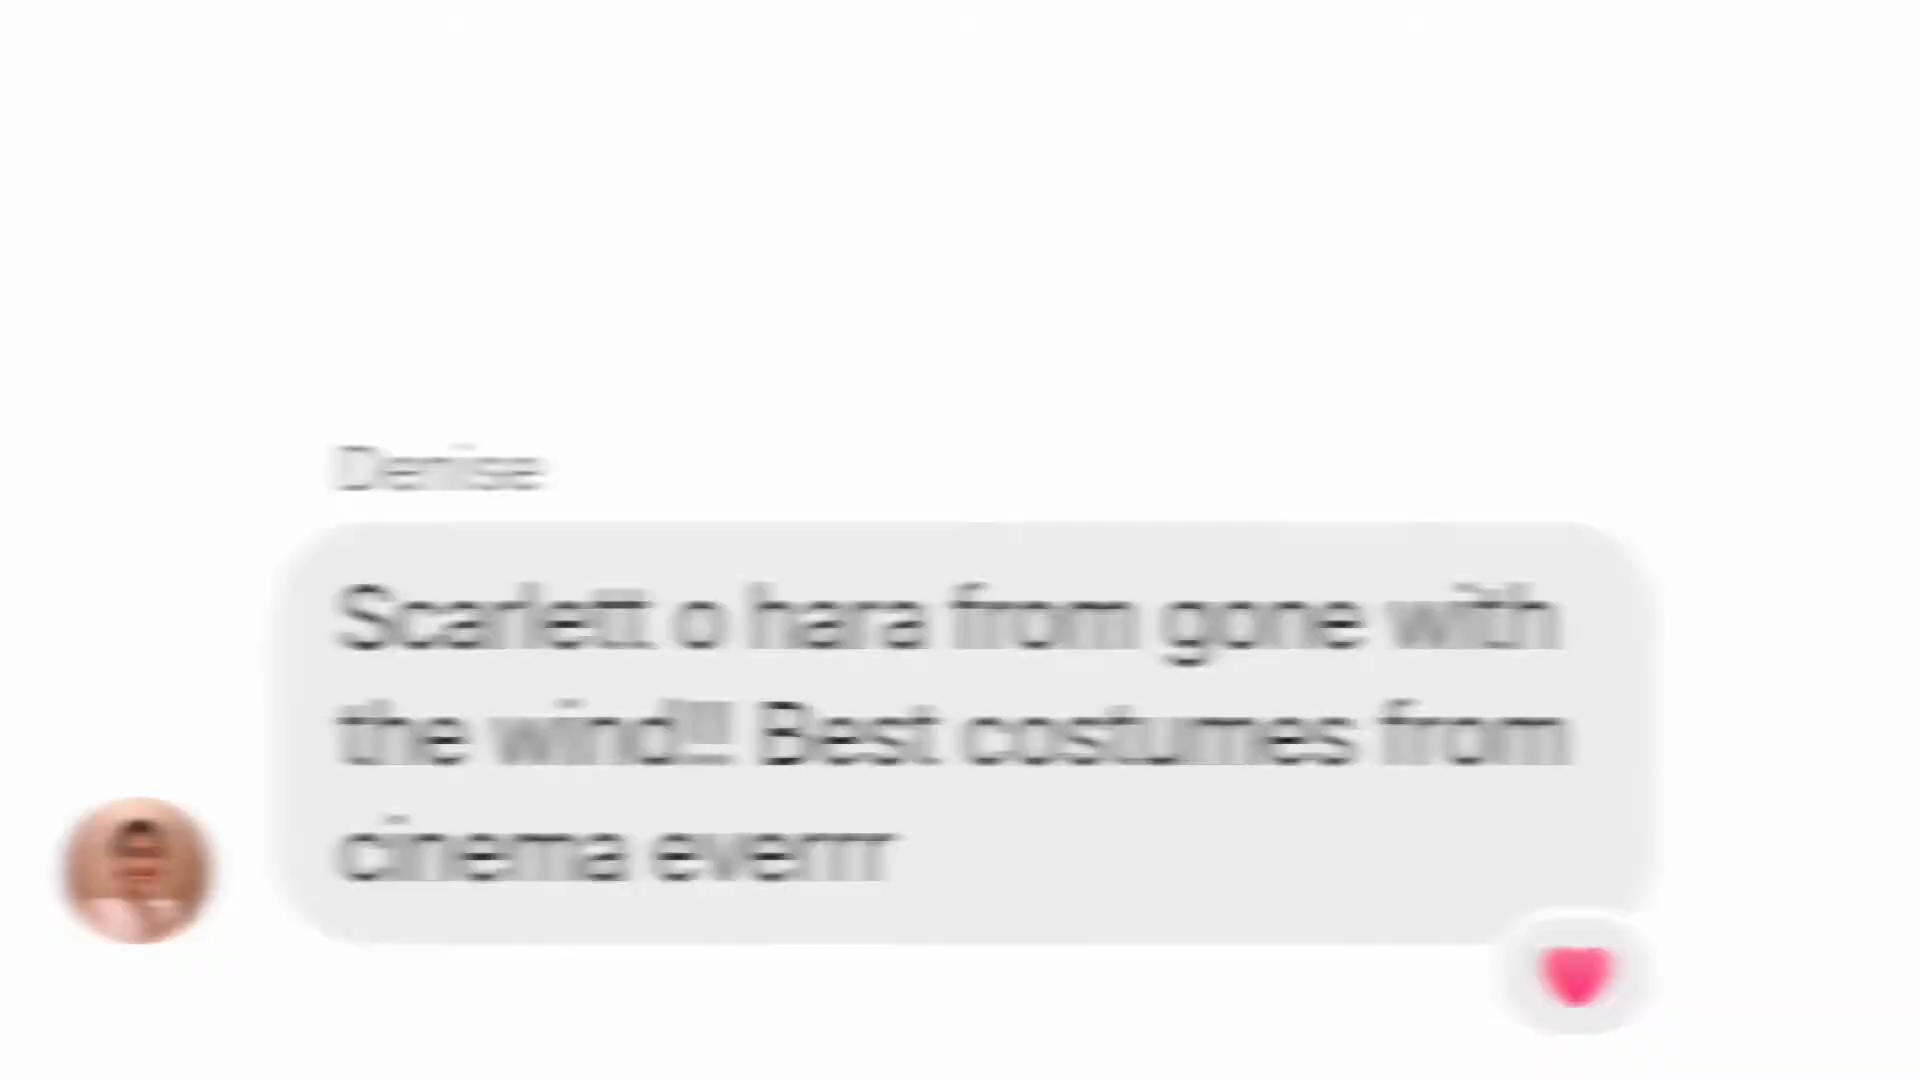 Denise
Scarlett o hara from gone with
the wind!! Best costumes from
cinema everrr